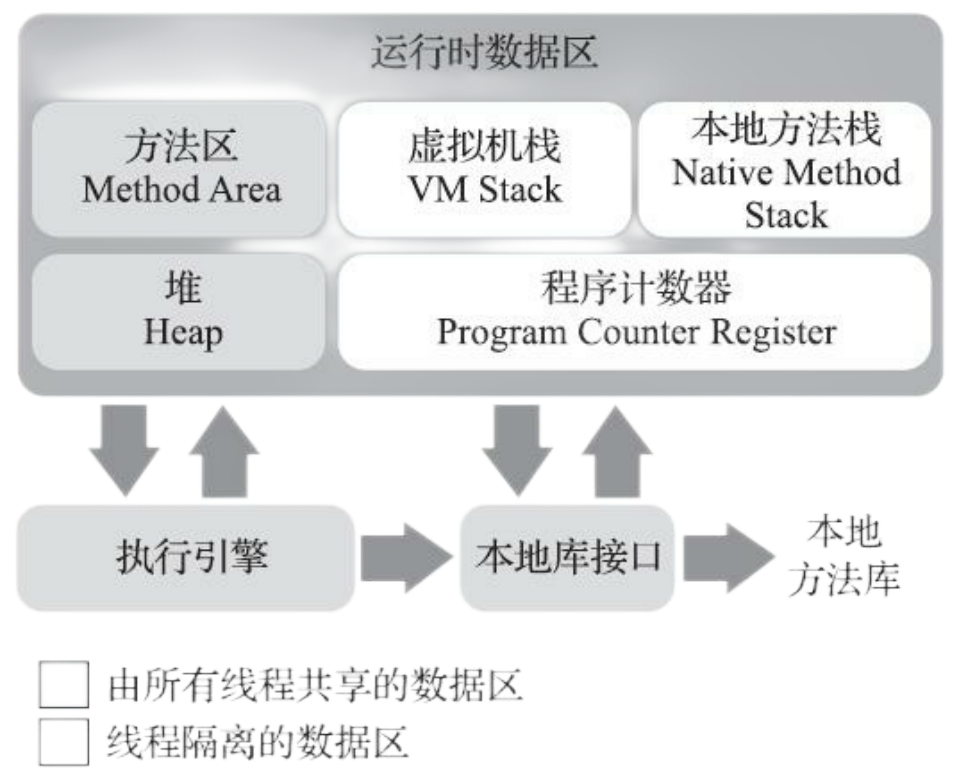 运行时数据区
方法区
Method Area
虚拟机栈
VM Stack
本地方法栈
Native Method
Stack
堆
Heap
程序计数器
Program Counter Register
执行引擎
本地库接口
本地
方法库
由所有线程共享的数据区
线程隔离的数据区